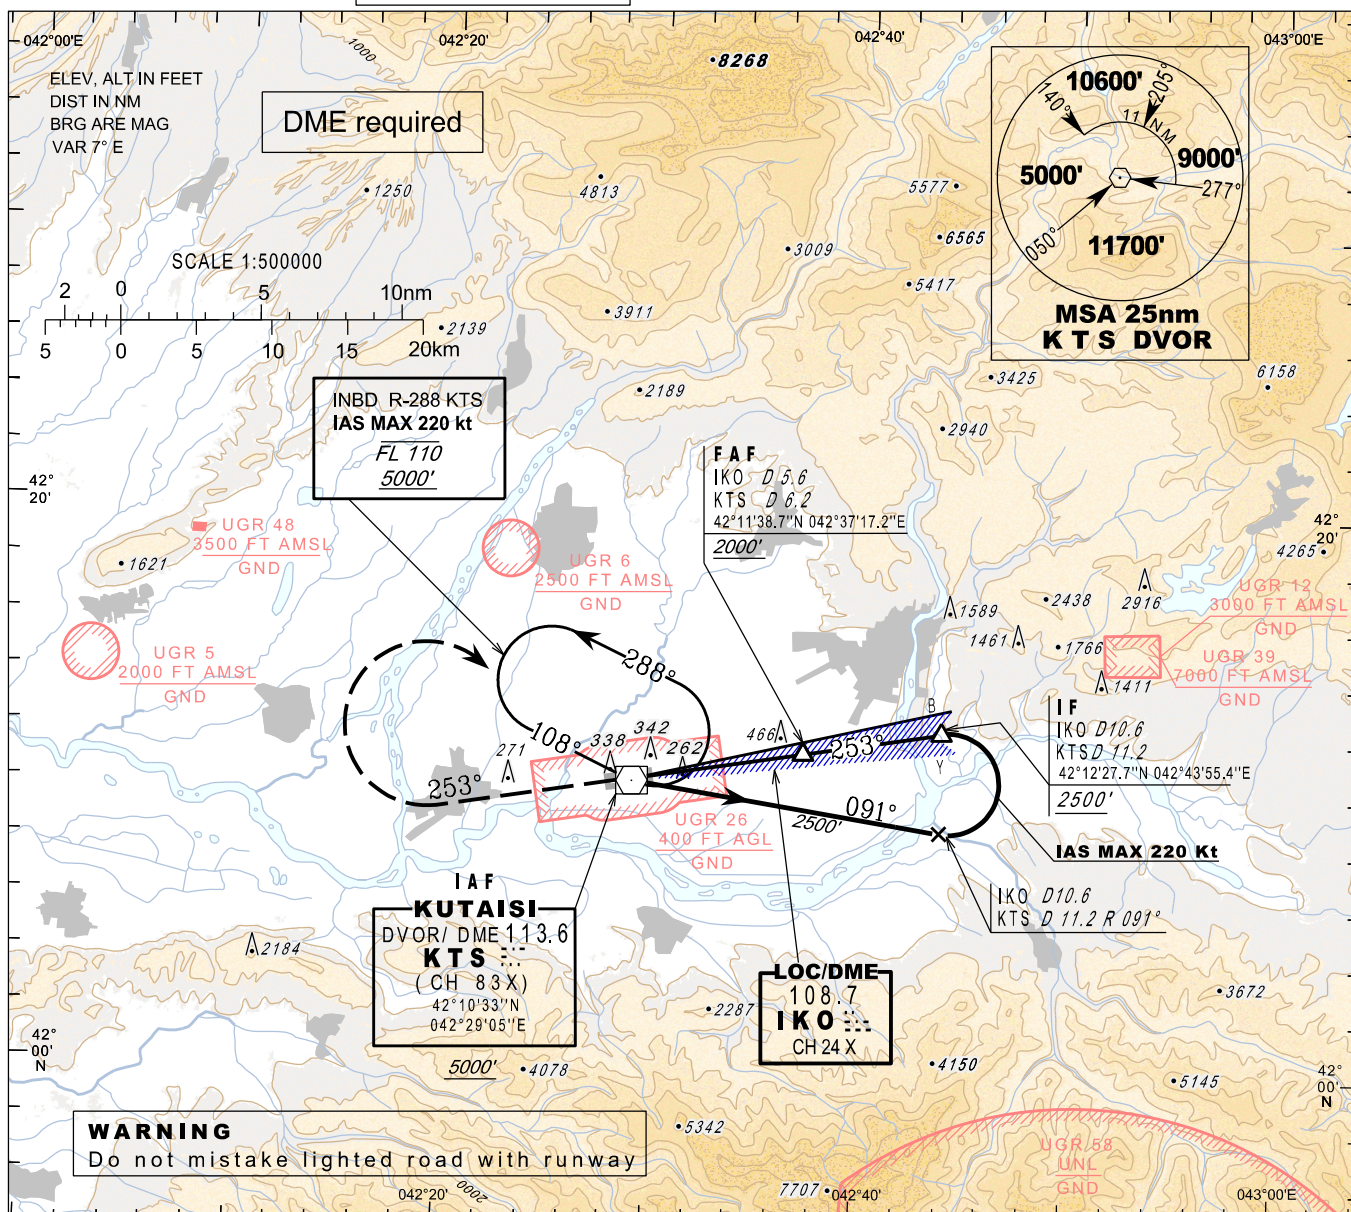 042°00'E
042°20'
042°40'
043°00'E
1000
8268
ELEV, ALT IN FEET
DIST IN NM
BRG ARE MAG
VAR 7° E
DME required
10600'
140°
205°
11 NM
9000'
5000'
277°
050°
11700'
MSA 25nm
KTS DVOR
1250
4813
5577
6565
3009
5417
SCALE 1:500000
2 0 5 10nm
5 0 5 10 15 20km
2139
3911
2189
3425
6158
2940
INBD R-288 KTS
IAS MAX 220 kt
FL 110
5000'
42°
20'
FAF
IKO D 5.6
KTS D 6.2
42°11'38.7"N 042°37'17.2"E
2000'
42°
20'
4265
UGR 48
3500 FT AMSL
GND
1621
UGR 6
2500 FT AMSL
GND
UGR 5
2000 FT AMSL
GND
1589
2438
2916
1461
1766
1411
UGR 12
3000 FT AMSL
GND
UGR 39
7000 FT AMSL
GND
288°
108°
253°
271
338
342
262
466
253°
B
Y
IF
IKO D10.6
KTS D 11.2
42°12'27.7"N 042°43'55.4"E
2500'
091°
2500'
UGR 26
400 FT AGL
GND
IAS MAX 220 Kt
IKO D10.6
KTS D 11.2 R 091°
IAF
KUTAISI
DVOR/ DME 113.6
KTS
(CH 83X)
42°10'33"N
042°29'05"E
5000'
LOC/DME
108.7
IKO
CH 24 X
2184
2287
3672
42°
00'
N
4078
4150
5145
42°
00'
N
5342
7707
WARNING
Do not mistake lighted road with runway
UGR 58
UNL
GND
042°20'
2000
042°40'
043°00'E